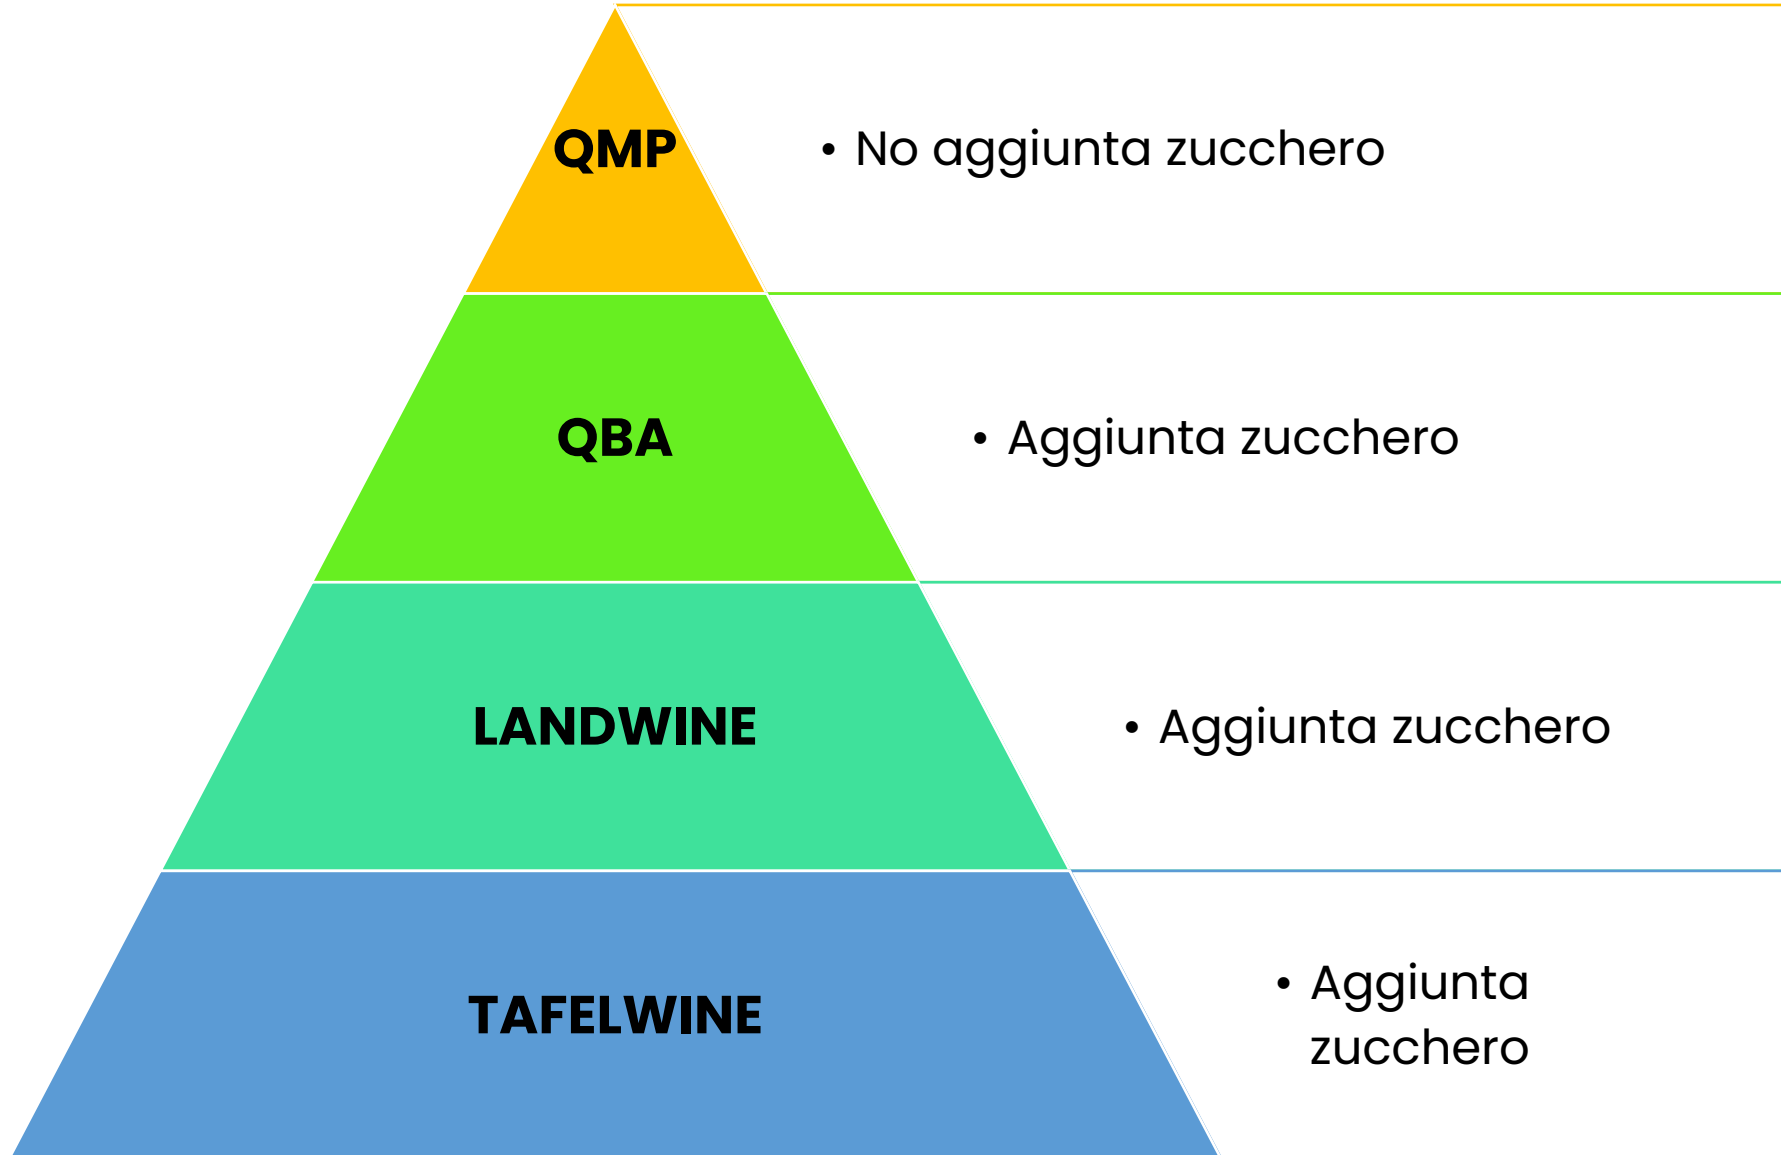 QMP
• No aggiunta zucchero
QBA
• Aggiunta zucchero
LANDWINE
• Aggiunta zucchero
TAFELWINE
• Aggiunta
zucchero